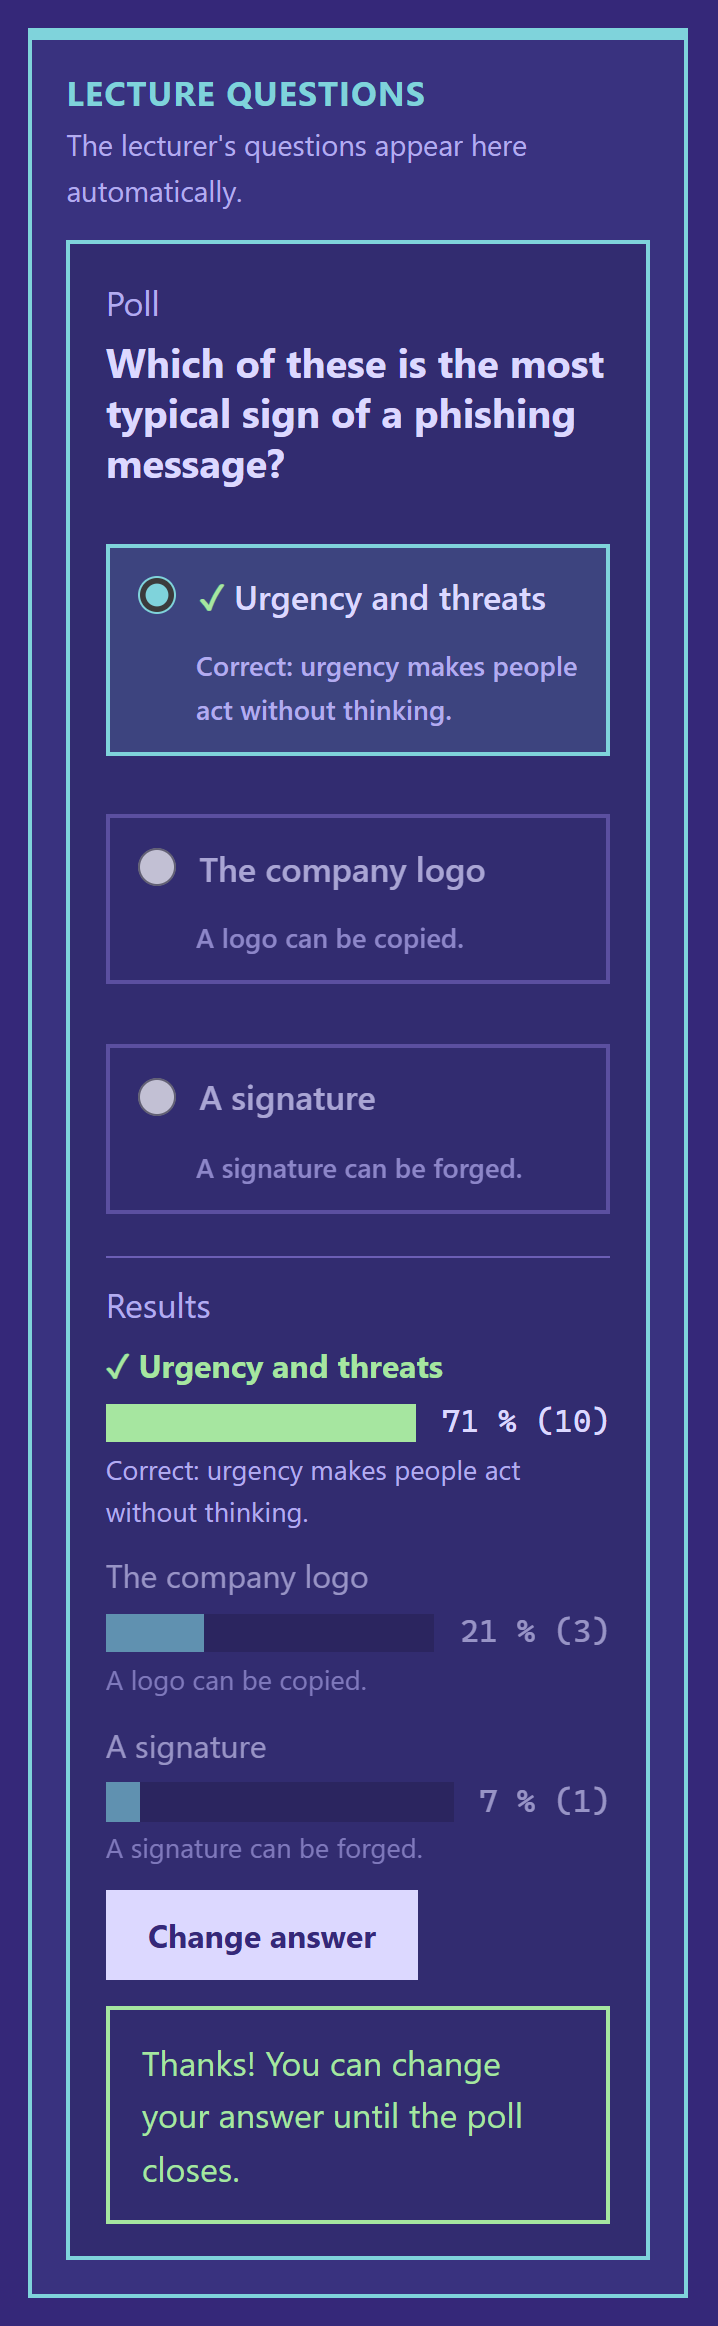 LECTURE QUESTIONS
The lecturer's questions appear here
automatically.
Poll
Which of these is the most
typical sign of a phishing
message?
✓ Urgency and threats
Correct: urgency makes people
act without thinking.
The company logo
A logo can be copied.
A signature
A signature can be forged.
Results
✓ Urgency and threats
71 % (10)
Correct: urgency makes people act
without thinking.
The company logo
21 % (3)
A logo can be copied.
A signature
7 % (1)
A signature can be forged.
Change answer
Thanks! You can change
your answer until the poll
closes.